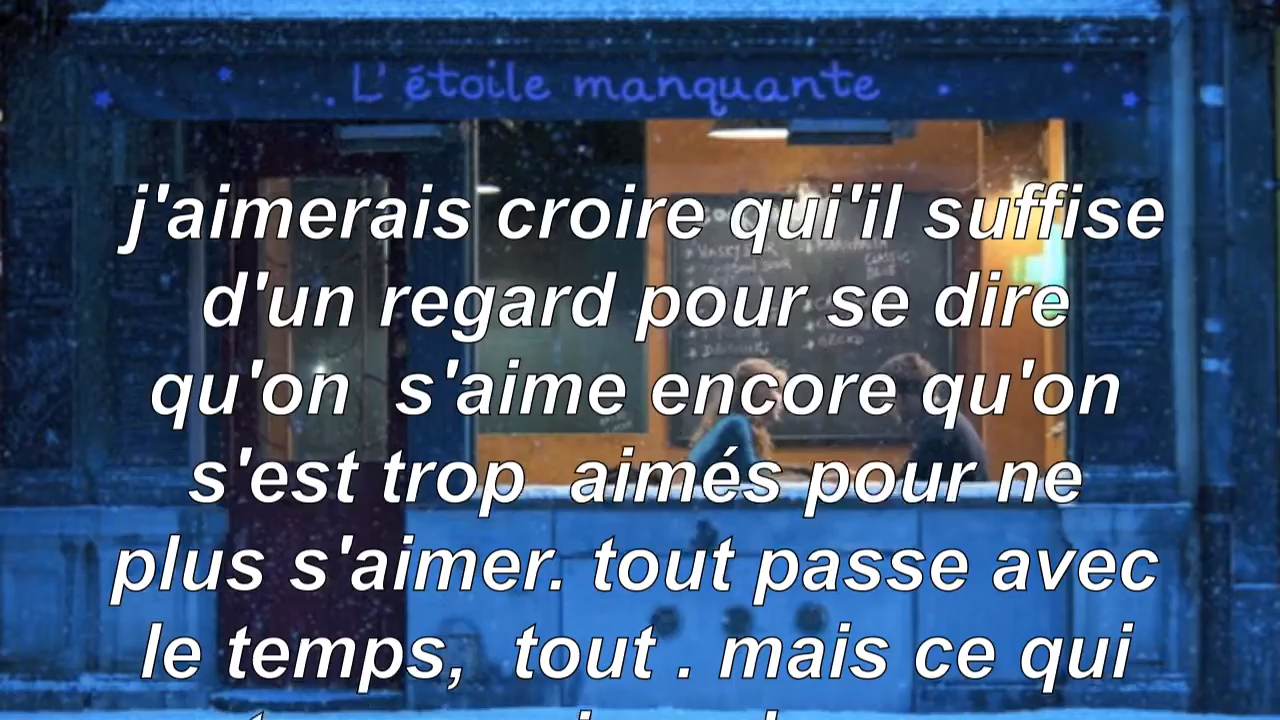 L' étoile manquante
j'aimerais croire qui'il suffise
d'un regard pour se dire
qu'on s'aime encore qu'on
s'est trop aimés pour ne
plus s'aimer. tout passe avec
le temps, tout . mais ce qui